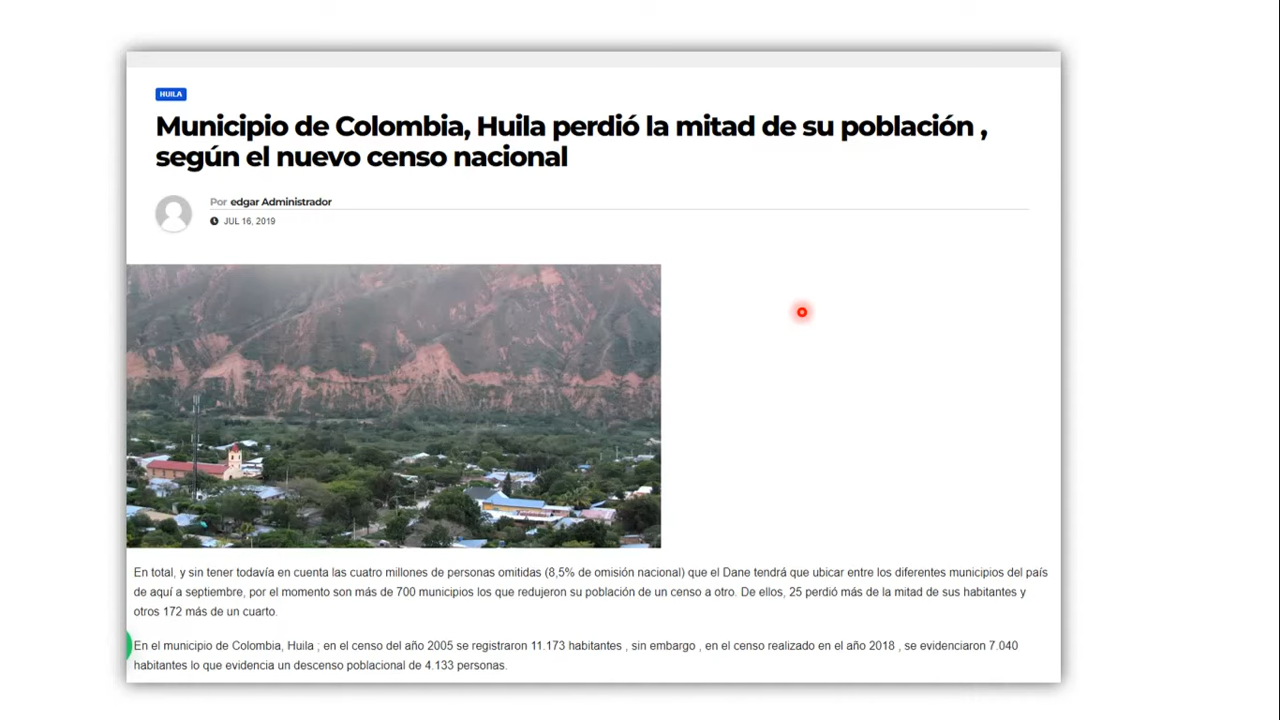 HUILA
Municipio de Colombia, Huila perdió la mitad de su población ,
según el nuevo censo nacional
Por edgar Administrador
JUL 16, 2019
En total, y sin tener todavía en cuenta las cuatro millones de personas omitidas (8,5% de omisión nacional) que el Dane tendrá que ubicar entre los diferentes municipios del país
de aquí a septiembre, por el momento son más de 700 municipios los que redujeron su población de un censo a otro. De ellos, 25 perdió más de la mitad de sus habitantes y
otros 172 más de un cuarto.
En el municipio de Colombia, Huila ; en el censo del año 2005 se registraron 11.173 habitantes , sin embargo , en el censo realizado en el año 2018 , se evidenciaron 7.040
habitantes lo que evidencia un descenso poblacional de 4.133 personas.